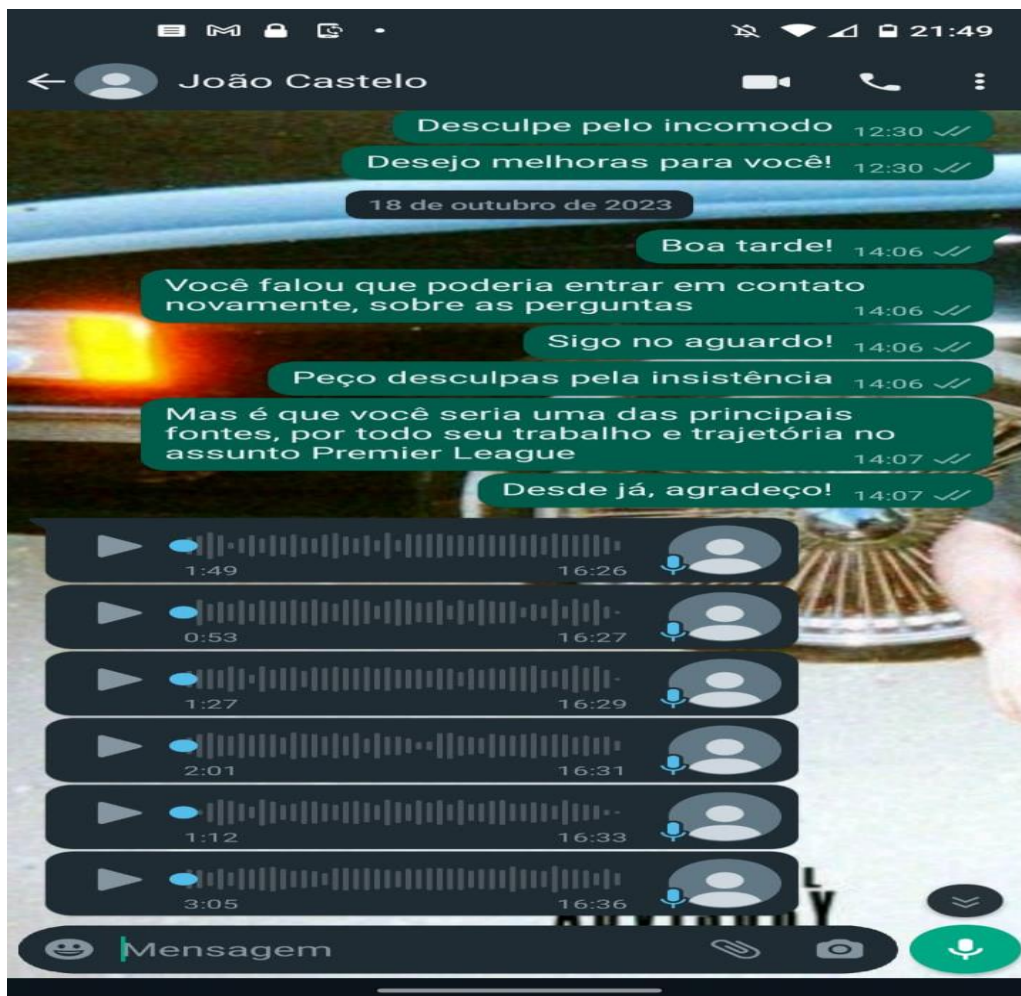 21:49
João Castelo
Desculpe pelo incomodo 12:30
Desejo melhoras para você! 12:30
18 de outubro de 2023
Boa tarde! 14:06
Você falou que poderia entrar em contato
novamente, sobre as perguntas 14:06
Sigo no aguardo! 14:06
Peço desculpas pela insistência 14:06
Mas é que você seria uma das principais
fontes, por todo seu trabalho e trajetória no
assunto Premier League 14:07
Desde já, agradeço! 14:07
1:49 16:26
0:53 16:27
1:27 16:29
2:01 16:31
1:12 16:33
3:05 16:36
Mensagem